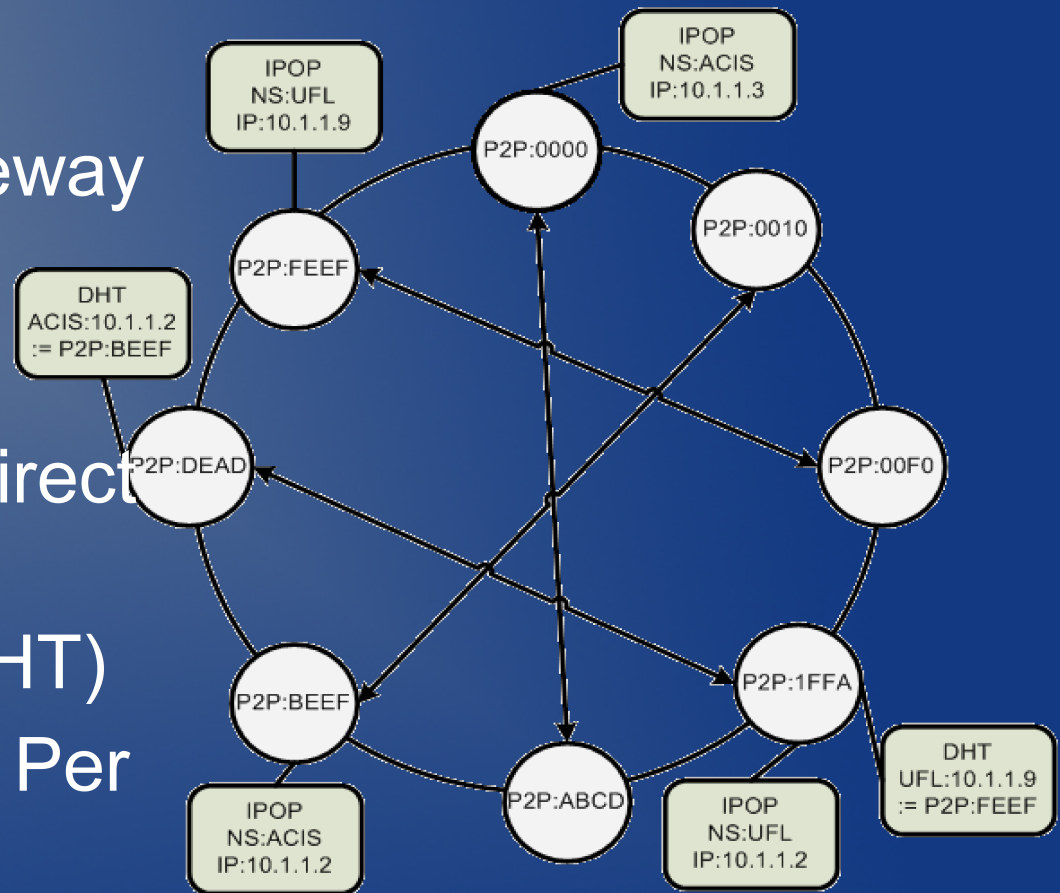 IPOP
NS:ACIS
IP:10.1.1.3
IPOP
NS:UFL
IP:10.1.1.9
P2P:0000
eway
P2P:0010
P2P:FEEF
DHT
ACIS:10.1.1.2
:= P2P:BEEF
P2P:DEAD
irect
P2P:00F0
HT)
P2P:BEEF
P2P:1FFA
Per
DHT
UFL:10.1.1.9
:= P2P:FEEF
P2P:ABCD
IPOP
NS:ACIS
IP:10.1.1.2
IPOP
NS:UFL
IP:10.1.1.2